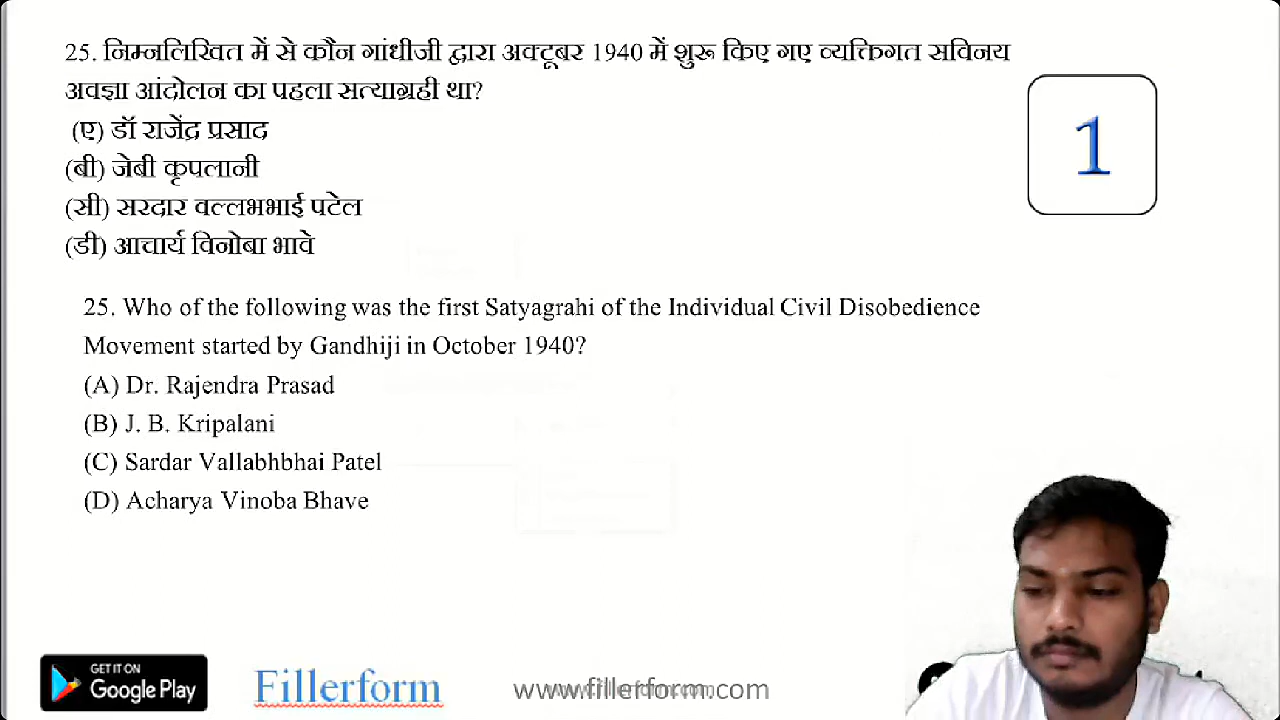 25. निम्नलिखित में से कौन गांधीजी द्वारा अक्टूबर 1940 में शुरू किए गए व्यक्तिगत सविनय
अवज्ञा आंदोलन का पहला सत्याग्रही था?
(ए) डॉ राजेंद्र प्रसाद
(बी) जेबी कृपलानी
(सी) सरदार वल्लभभाई पटेल
(डी) आचार्य विनोबा भावे
1
25. Who of the following was the first Satyagrahi of the Individual Civil Disobedience
Movement started by Gandhiji in October 1940?
(A) Dr. Rajendra Prasad
(B) J. B. Kripalani
(C) Sardar Vallabhbhai Patel
(D) Acharya Vinoba Bhave
GET IT ON
Google Play
Fillerform
www.fillerform.com